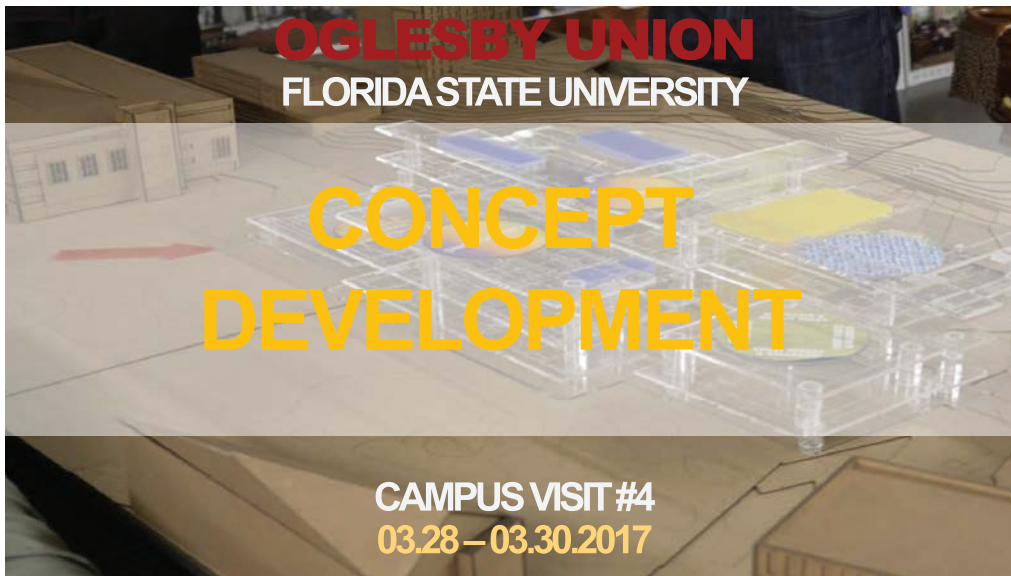 OGLESBY UNION
FLORIDA STATE UNIVERSITY
CONCEPT
DEVELOPMENT
CAMPUS VISIT #4
03.28 – 03.30.2017